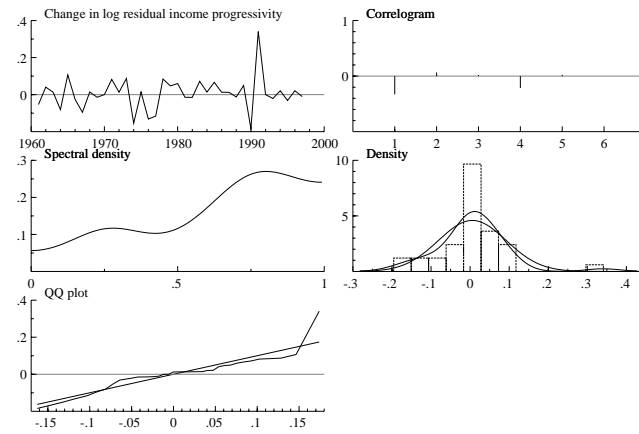 Change in log residual income progressivity
.4
.2
0
1960 1970 1980 1990 2000
Correlogram
1
0
1 2 3 4 5 6
Spectral density
.3
.2
.1
0 .5 1
Density
10
5
-.3 -.2 -.1 0 .1 .2 .3 .4
QQ plot
.4
.2
0
-.15 -.1 -.05 0 .05 .1 .15